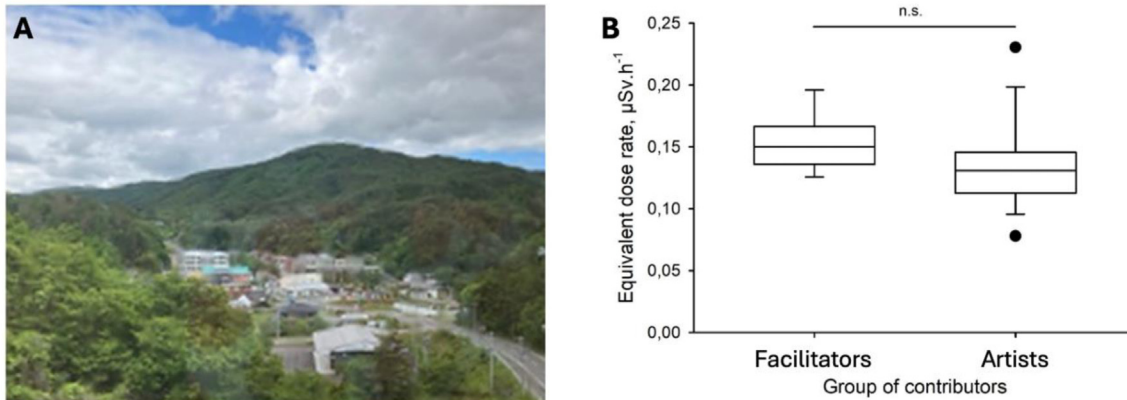 A
B
n.s.
Equivalent dose rate, µSv.h⁻¹
0,25
0,20
0,15
0,10
0,05
0,00
Facilitators Artists
Group of contributors